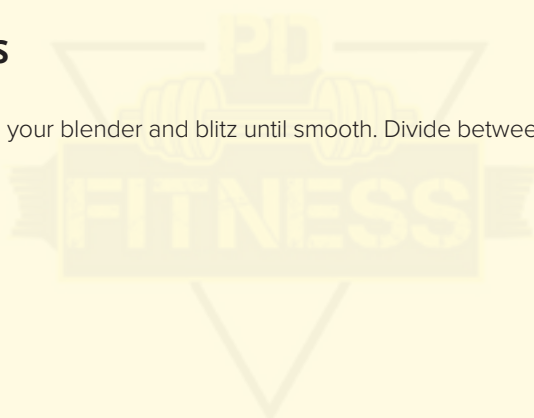 s
your blender and blitz until smooth. Divide betwee
PD
FITNESS